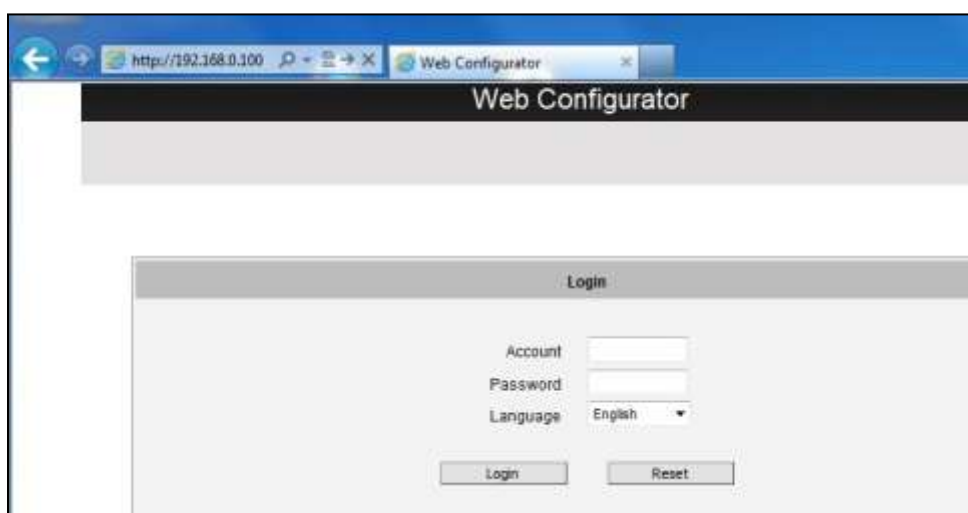 http://192.168.0.100
Web Configurator
Web Configurator
Login
Account
Password
Language English
Login Reset